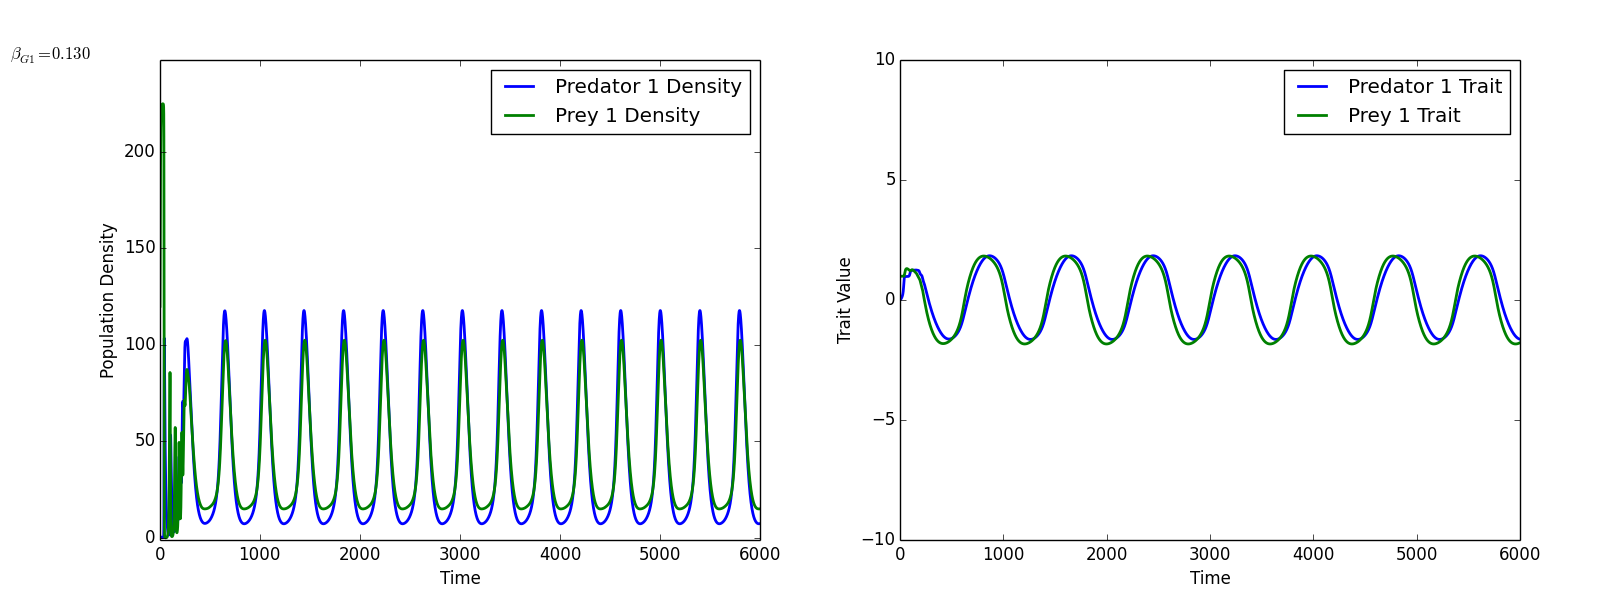 β_{G1}=0.130
Predator 1 Density
Prey 1 Density
200
150
100
50
0
Population Density
0 1000 2000 3000 4000 5000 6000
Time
Predator 1 Trait
Prey 1 Trait
10
5
0
−5
−10
Trait Value
0 1000 2000 3000 4000 5000 6000
Time